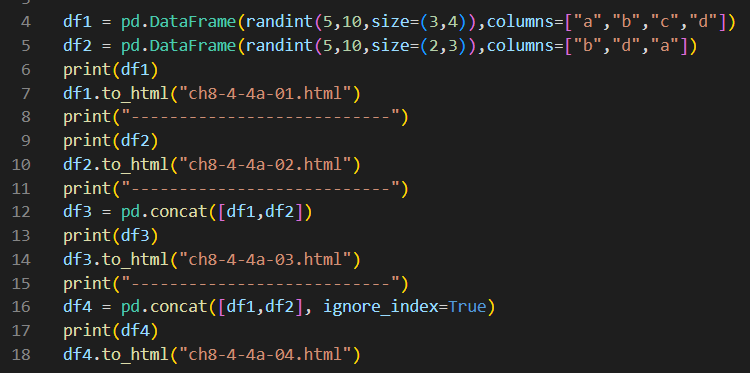 4 df1 = pd.DataFrame(randint(5,10,size=(3,4)),columns=["a","b","c","d"])
5 df2 = pd.DataFrame(randint(5,10,size=(2,3)),columns=["b","d","a"])
6 print(df1)
7 df1.to_html("ch8-4-4a-01.html")
8 print("---------------------------")
9 print(df2)
10 df2.to_html("ch8-4-4a-02.html")
11 print("---------------------------")
12 df3 = pd.concat([df1,df2])
13 print(df3)
14 df3.to_html("ch8-4-4a-03.html")
15 print("---------------------------")
16 df4 = pd.concat([df1,df2], ignore_index=True)
17 print(df4)
18 df4.to_html("ch8-4-4a-04.html")